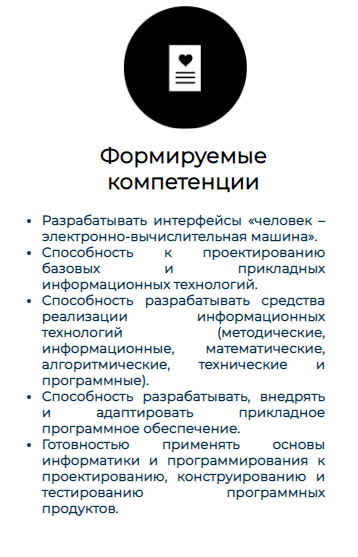 Формируемые
компетенции
• Разрабатывать интерфейсы «человек –
электронно-вычислительная машина».
• Способность к проектированию
базовых и прикладных
информационных технологий.
• Способность разрабатывать средства
реализации информационных
технологий (методические,
информационные, математические,
алгоритмические, технические и
программные).
• Способность разрабатывать, внедрять
и адаптировать прикладное
программное обеспечение.
• Готовностью применять основы
информатики и программирования к
проектированию, конструированию и
тестированию программных
продуктов.